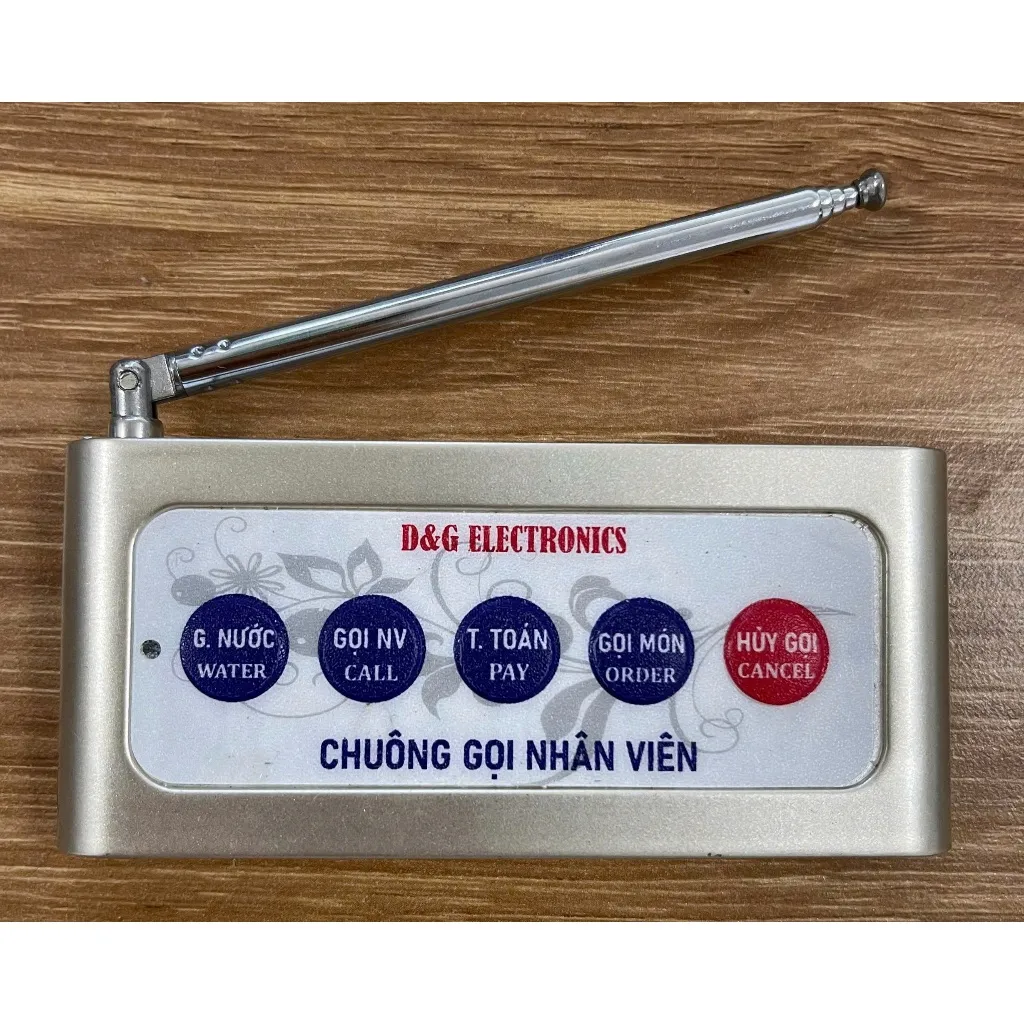 D&G ELECTRONICS
G. NƯỚC
WATER
GỌI NV
CALL
T. TOÁN
PAY
GỌI MÓN
ORDER
HỦY GỌI
CANCEL
CHUÔNG GỌI NHÂN VIÊN